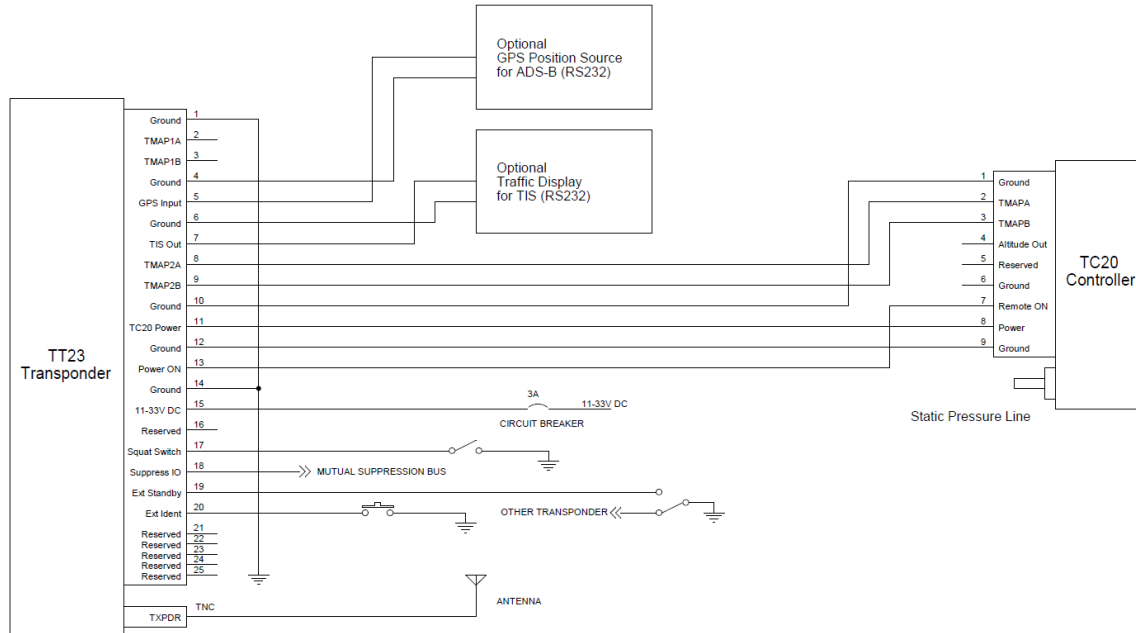 Optional
GPS Position Source
for ADS-B (RS232)
Optional
Traffic Display
for TIS (RS232)
TT23
Transponder
Ground 1
TMAP1A 2
TMAP1B 3
Ground 4
GPS Input 5
Ground 6
TIS Out 7
TMAP2A 8
TMAP2B 9
Ground 10
TC20 Power 11
Ground 12
Power ON 13
Ground 14
11-33V DC 15
Reserved 16
Squat Switch 17
Suppress IO 18
Ext Standby 19
Ext Ident 20
Reserved 21
Reserved 22
Reserved 23
Reserved 24
Reserved 25
TXPDR TNC
3A
11-33V DC
CIRCUIT BREAKER
MUTUAL SUPPRESSION BUS
OTHER TRANSPONDER
ANTENNA
1 Ground
2 TMAPA
3 TMAPB
4 Altitude Out
5 Reserved
6 Ground
7 Remote ON
8 Power
9 Ground
TC20
Controller
Static Pressure Line